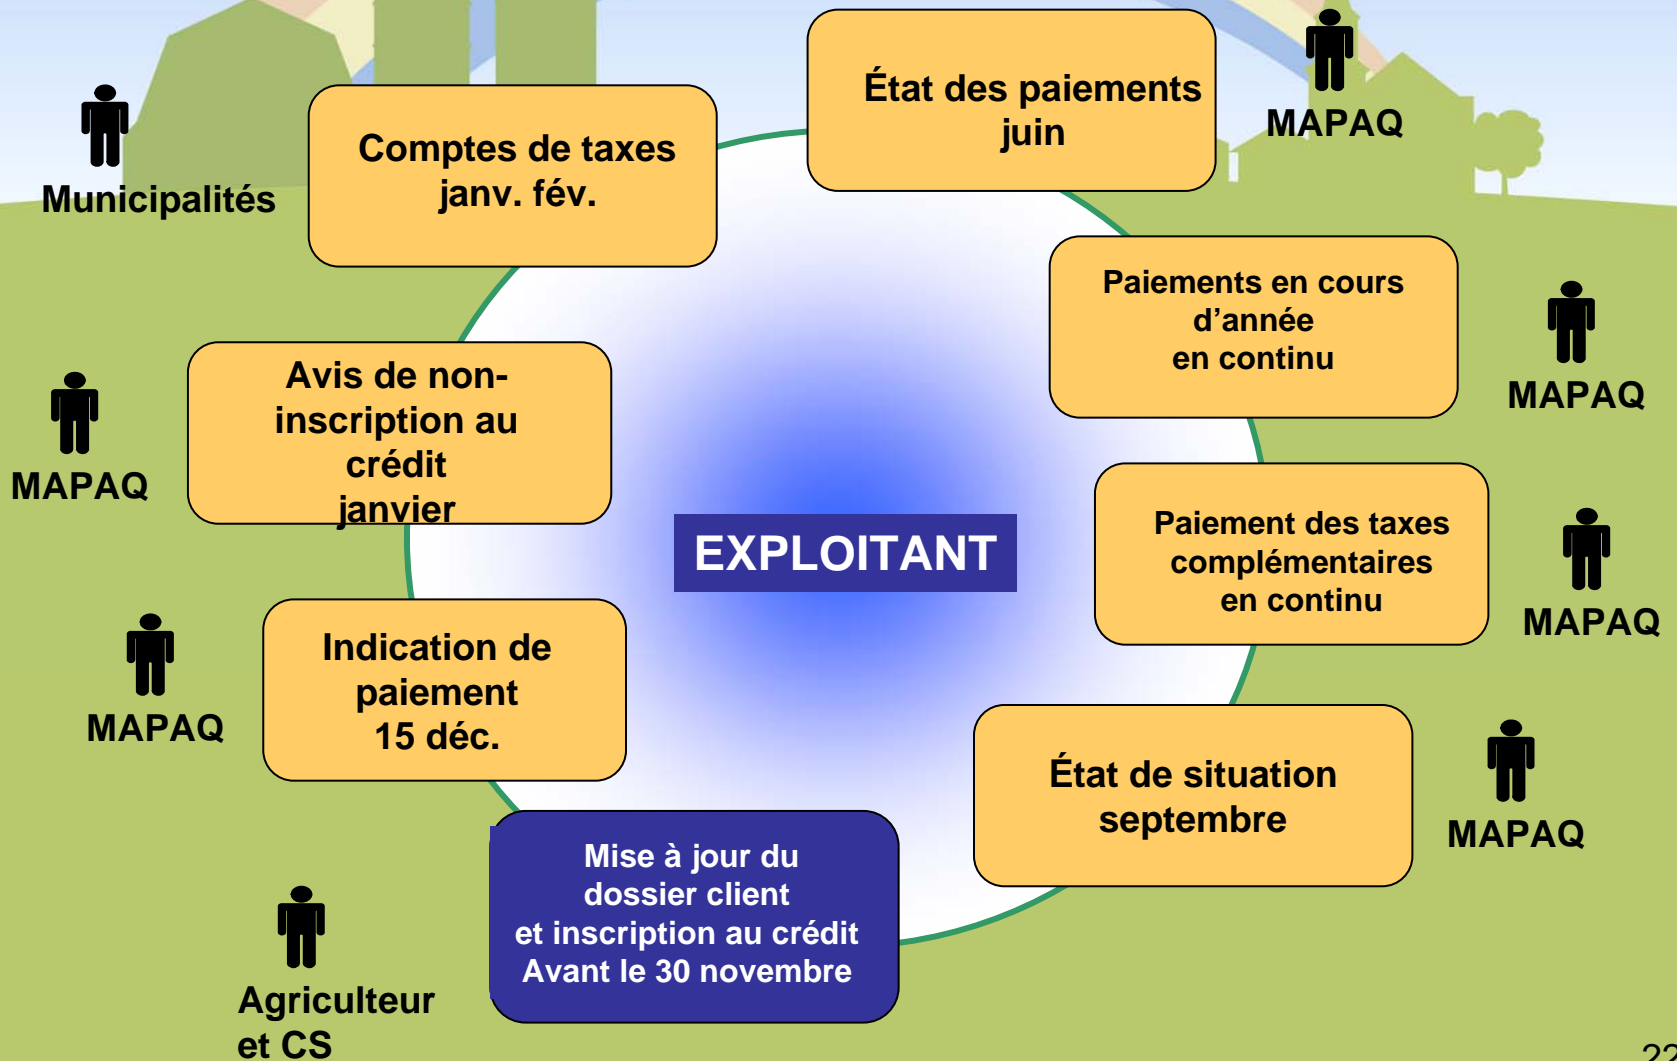 État des paiements
juin
MAPAQ
Municipalités
Comptes de taxes
janv. fév.
Paiements en cours
d’année
en continu
MAPAQ
MAPAQ
Avis de non-
inscription au
crédit
janvier
EXPLOITANT
Paiement des taxes
complémentaires
en continu
MAPAQ
MAPAQ
Indication de
paiement
15 déc.
État de situation
septembre
MAPAQ
Mise à jour du
dossier client
et inscription au crédit
Avant le 30 novembre
Agriculteur
et CS
22